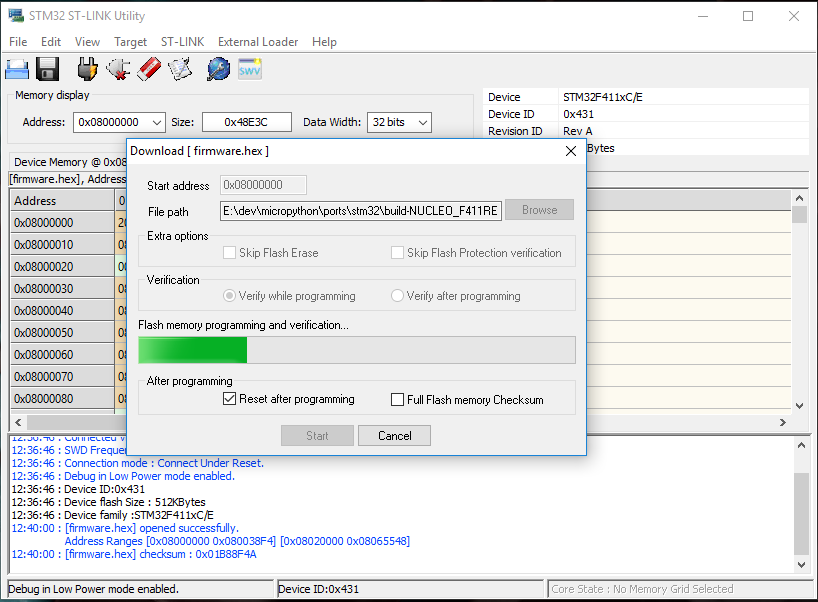 STM32 ST-LINK Utility
File Edit View Target ST-LINK External Loader Help
SWV
Memory display
Address: 0x08000000 Size: 0x48E3C Data Width: 32 bits
Device STM32F411xC/E
Device ID 0x431
Revision ID Rev A
Bytes
Device Memory @ 0x08
[firmware.hex], Address
Address 0
0x08000000 20
0x08000010 08
0x08000020 00
0x08000030 08
0x08000040 08
0x08000050 08
0x08000060 08
0x08000070 08
0x08000080 08
Download [ firmware.hex ]
Start address 0x08000000
File path E:\dev\micropython\ports\stm32\build-NUCLEO_F411RE Browse
Extra options
Skip Flash Erase Skip Flash Protection verification
Verification
Verify while programming Verify after programming
Flash memory programming and verification...
After programming
Reset after programming Full Flash memory Checksum
Start Cancel
12:36:46 : Connected v
12:36:46 : SWD Frequen
12:36:46 : Connection mode : Connect Under Reset.
12:36:46 : Debug in Low Power mode enabled.
12:36:46 : Device ID:0x431
12:36:46 : Device flash Size : 512KBytes
12:36:46 : Device family :STM32F411xC/E
12:40:00 : [firmware.hex] opened successfully.
Address Ranges [0x08000000 0x080038F4] [0x08020000 0x08065548]
12:40:00 : [firmware.hex] checksum : 0x01B88F4A
Debug in Low Power mode enabled. Device ID:0x431 Core State : No Memory Grid Selected